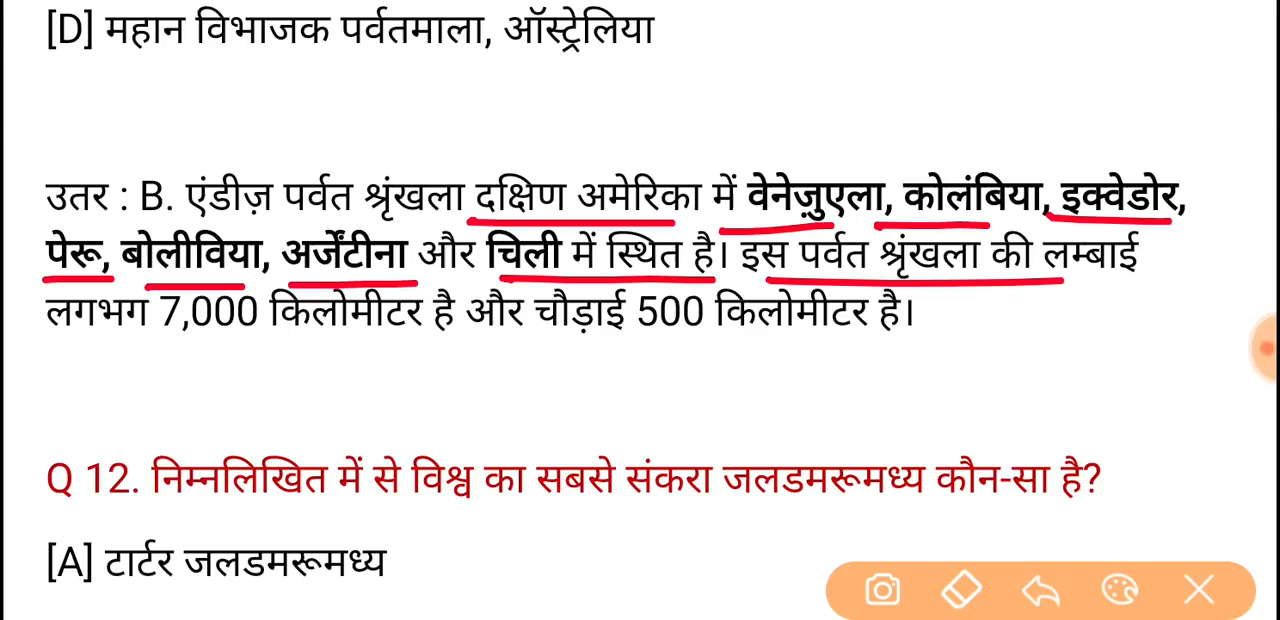 [D] महान विभाजक पर्वतमाला, ऑस्ट्रेलिया
उतर : B. एंडीज़ पर्वत श्रृंखला दक्षिण अमेरिका में वेनेज़ुएला, कोलंबिया, इक्वेडोर,
पेरू, बोलीविया, अर्जेंटीना और चिली में स्थित है। इस पर्वत श्रृंखला की लम्बाई
लगभग 7,000 किलोमीटर है और चौड़ाई 500 किलोमीटर है।
Q 12. निम्नलिखित में से विश्व का सबसे संकरा जलडमरूमध्य कौन-सा है?
[A] टार्टर जलडमरूमध्य